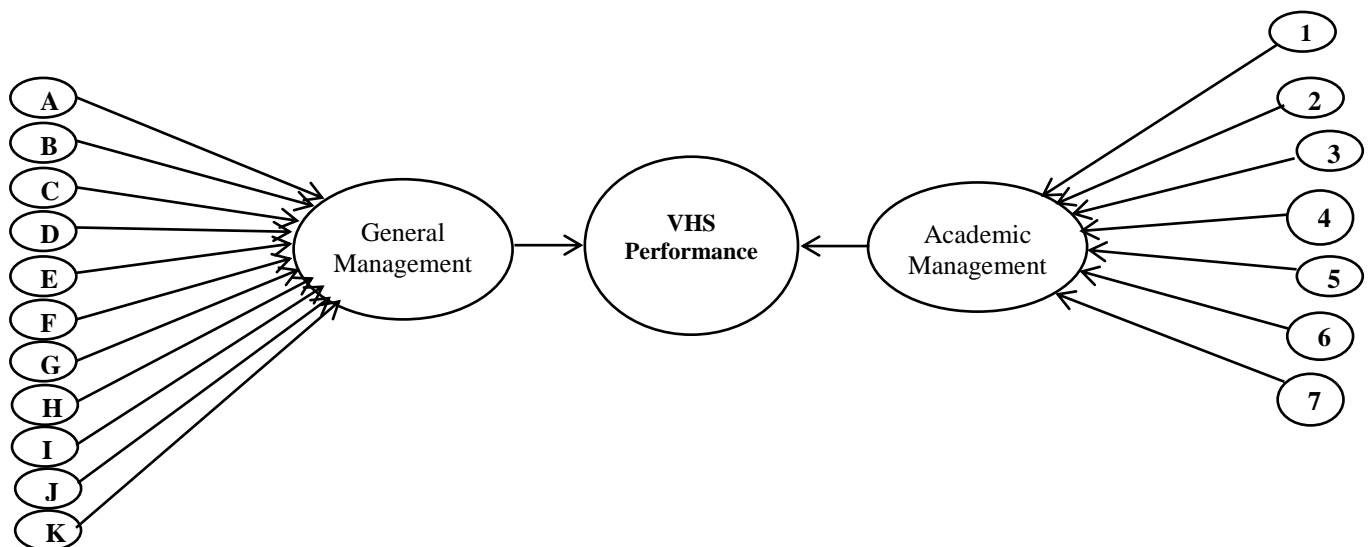 A
B
C
D
E
F
G
H
I
J
K
General
Management
VHS
Performance
Academic
Management
1
2
3
4
5
6
7